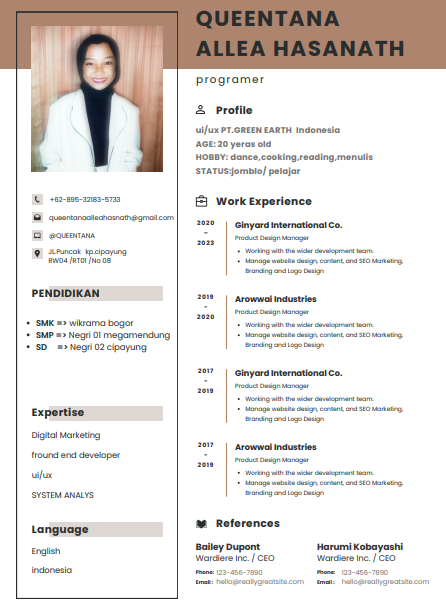 QUEENTANA
ALLEA HASANATH
programer
+62-895-32183-5733
queentanaalleahasnath@gmail.com
@QUEENTANA
JL.Puncak kp.cipayung
RW04 /RT01 /No 08
PENDIDIKAN
• SMK => wikrama bogor
• SMP => Negri 01 megamendung
• SD => Negri 02 cipayung
Expertise
Digital Marketing
fround end developer
ui/ux
SYSTEM ANALYS
Language
English
indonesia
Profile
ui/ux PT.GREEN EARTH Indonesia
AGE: 20 yeras old
HOBBY: dance,cooking,reading,menulis
STATUS:jomblo/ pelajar
Work Experience
2020
-
2023
Ginyard International Co.
Product Design Manager
• Working with the wider development team.
• Manage website design, content, and SEO Marketing,
Branding and Logo Design
2019
-
2020
Arowwai Industries
Product Design Manager
• Working with the wider development team.
• Manage website design, content, and SEO Marketing,
Branding and Logo Design
2017
-
2019
Ginyard International Co.
Product Design Manager
• Working with the wider development team.
• Manage website design, content, and SEO Marketing,
Branding and Logo Design
2017
-
2019
Arowwai Industries
Product Design Manager
• Working with the wider development team.
• Manage website design, content, and SEO Marketing,
Branding and Logo Design
References
Bailey Dupont
Wardiere Inc. / CEO
Phone: 123-456-7890
Email : hello@reallygreatsite.com
Harumi Kobayashi
Wardiere Inc. / CEO
Phone: 123-456-7890
Email : hello@reallygreatsite.com